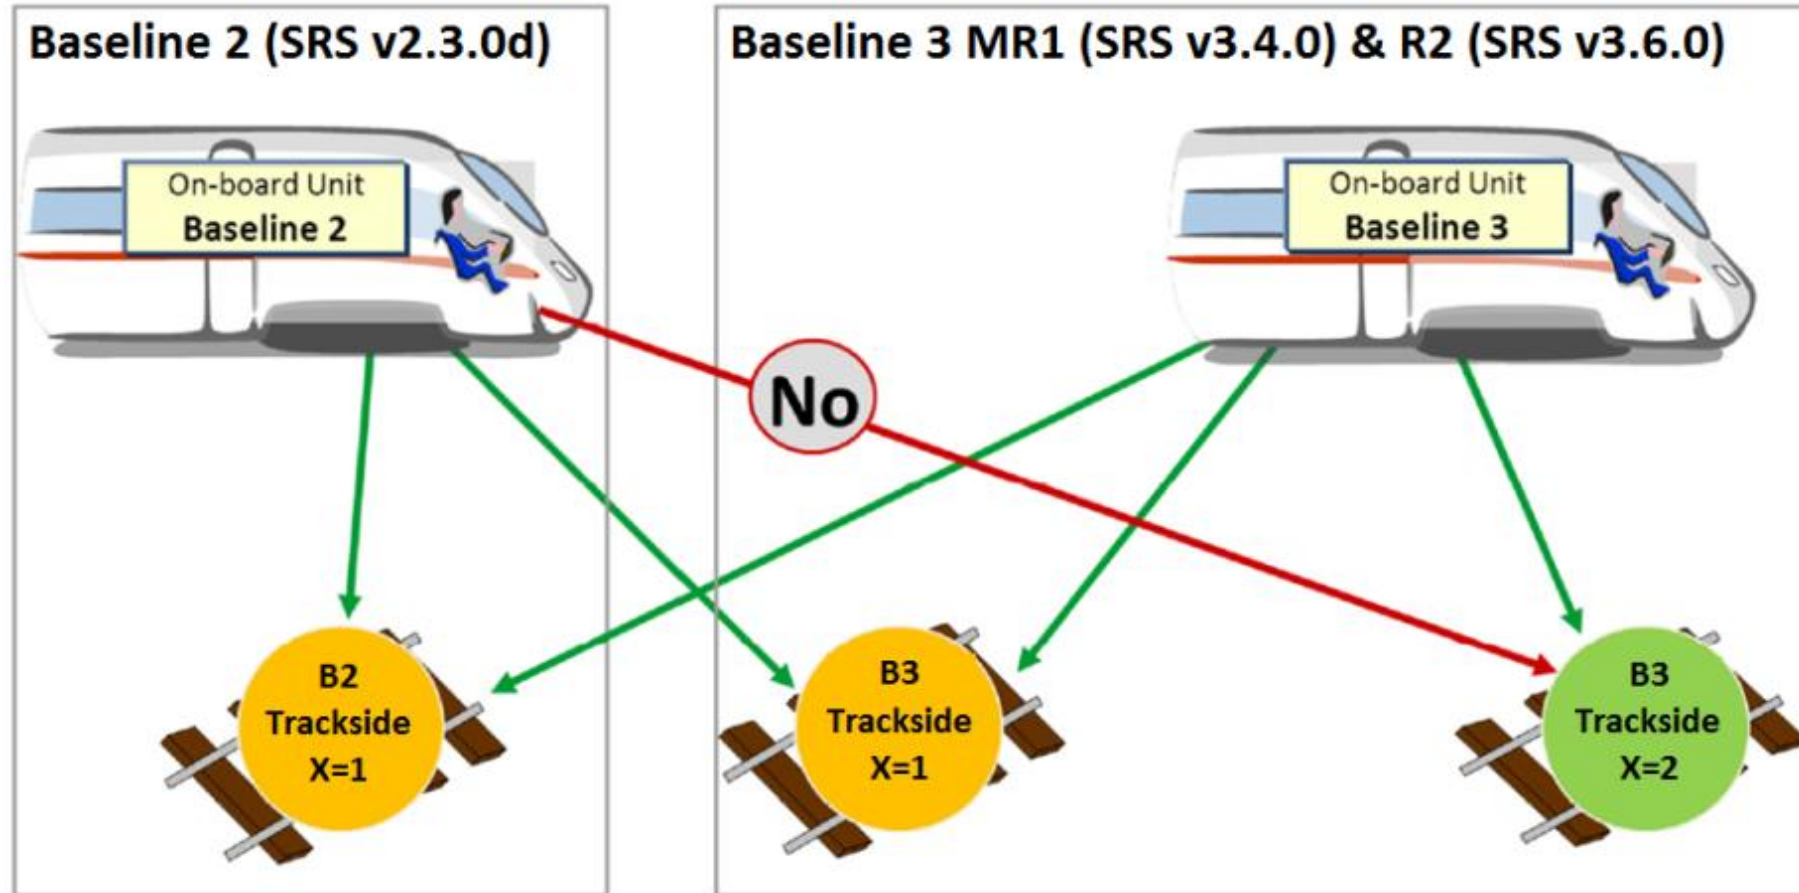 Baseline 2 (SRS v2.3.0d)
Baseline 3 MR1 (SRS v3.4.0) & R2 (SRS v3.6.0)
On-board Unit
Baseline 2
On-board Unit
Baseline 3
No
B2
Trackside
X=1
B3
Trackside
X=1
B3
Trackside
X=2